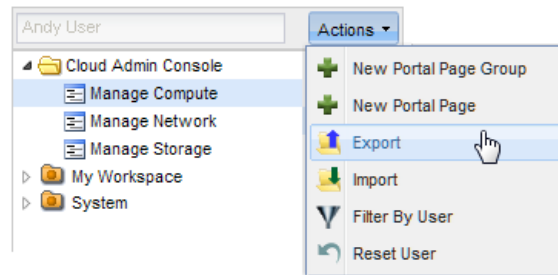 Andy User
Actions
Cloud Admin Console
Manage Compute
Manage Network
Manage Storage
My Workspace
System
New Portal Page Group
New Portal Page
Export
Import
Filter By User
Reset User